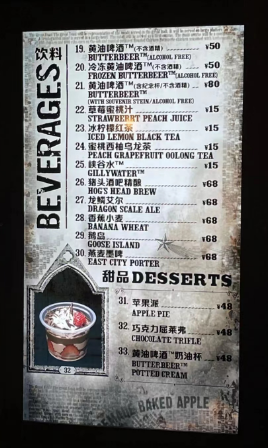 饮料
BEVERAGES
19. 黄油啤酒™(不含酒精) ¥50
BUTTERBEER™(ALCOHOL FREE)
20. 冷冻黄油啤酒™(不含酒精) ¥50
FROZEN BUTTERBEER™(ALCOHOL FREE)
21. 黄油啤酒™(含纪念杯/不含酒精) ¥80
BUTTERBEER™
(WITH SOUVENIR STEIN/ALCOHOL FREE)
22. 草莓蜜桃汁 ¥15
STRAWBERRY PEACH JUICE
23. 冰柠檬红茶 ¥15
ICED LEMON BLACK TEA
24. 蜜桃西柚乌龙茶 ¥15
PEACH GRAPEFRUIT OOLONG TEA
25. 峡谷水™ ¥15
GILLYWATER™
26. 猪头酒吧精酿 ¥68
HOG'S HEAD BREW
27. 龙鳞艾尔 ¥68
DRAGON SCALE ALE
28. 香蕉小麦 ¥68
BANANA WHEAT
29. 鹅岛 ¥68
GOOSE ISLAND
30. 燕麦墨啤 ¥68
EAST CITY PORTER
甜品 DESSERTS
31. 苹果派 ¥48
APPLE PIE
32. 巧克力屈莱弗 ¥48
CHOCOLATE TRIFLE
33. 黄油啤酒™奶油杯 ¥48
BUTTERBEER™
POTTED CREAM
32
BAKED APPLE